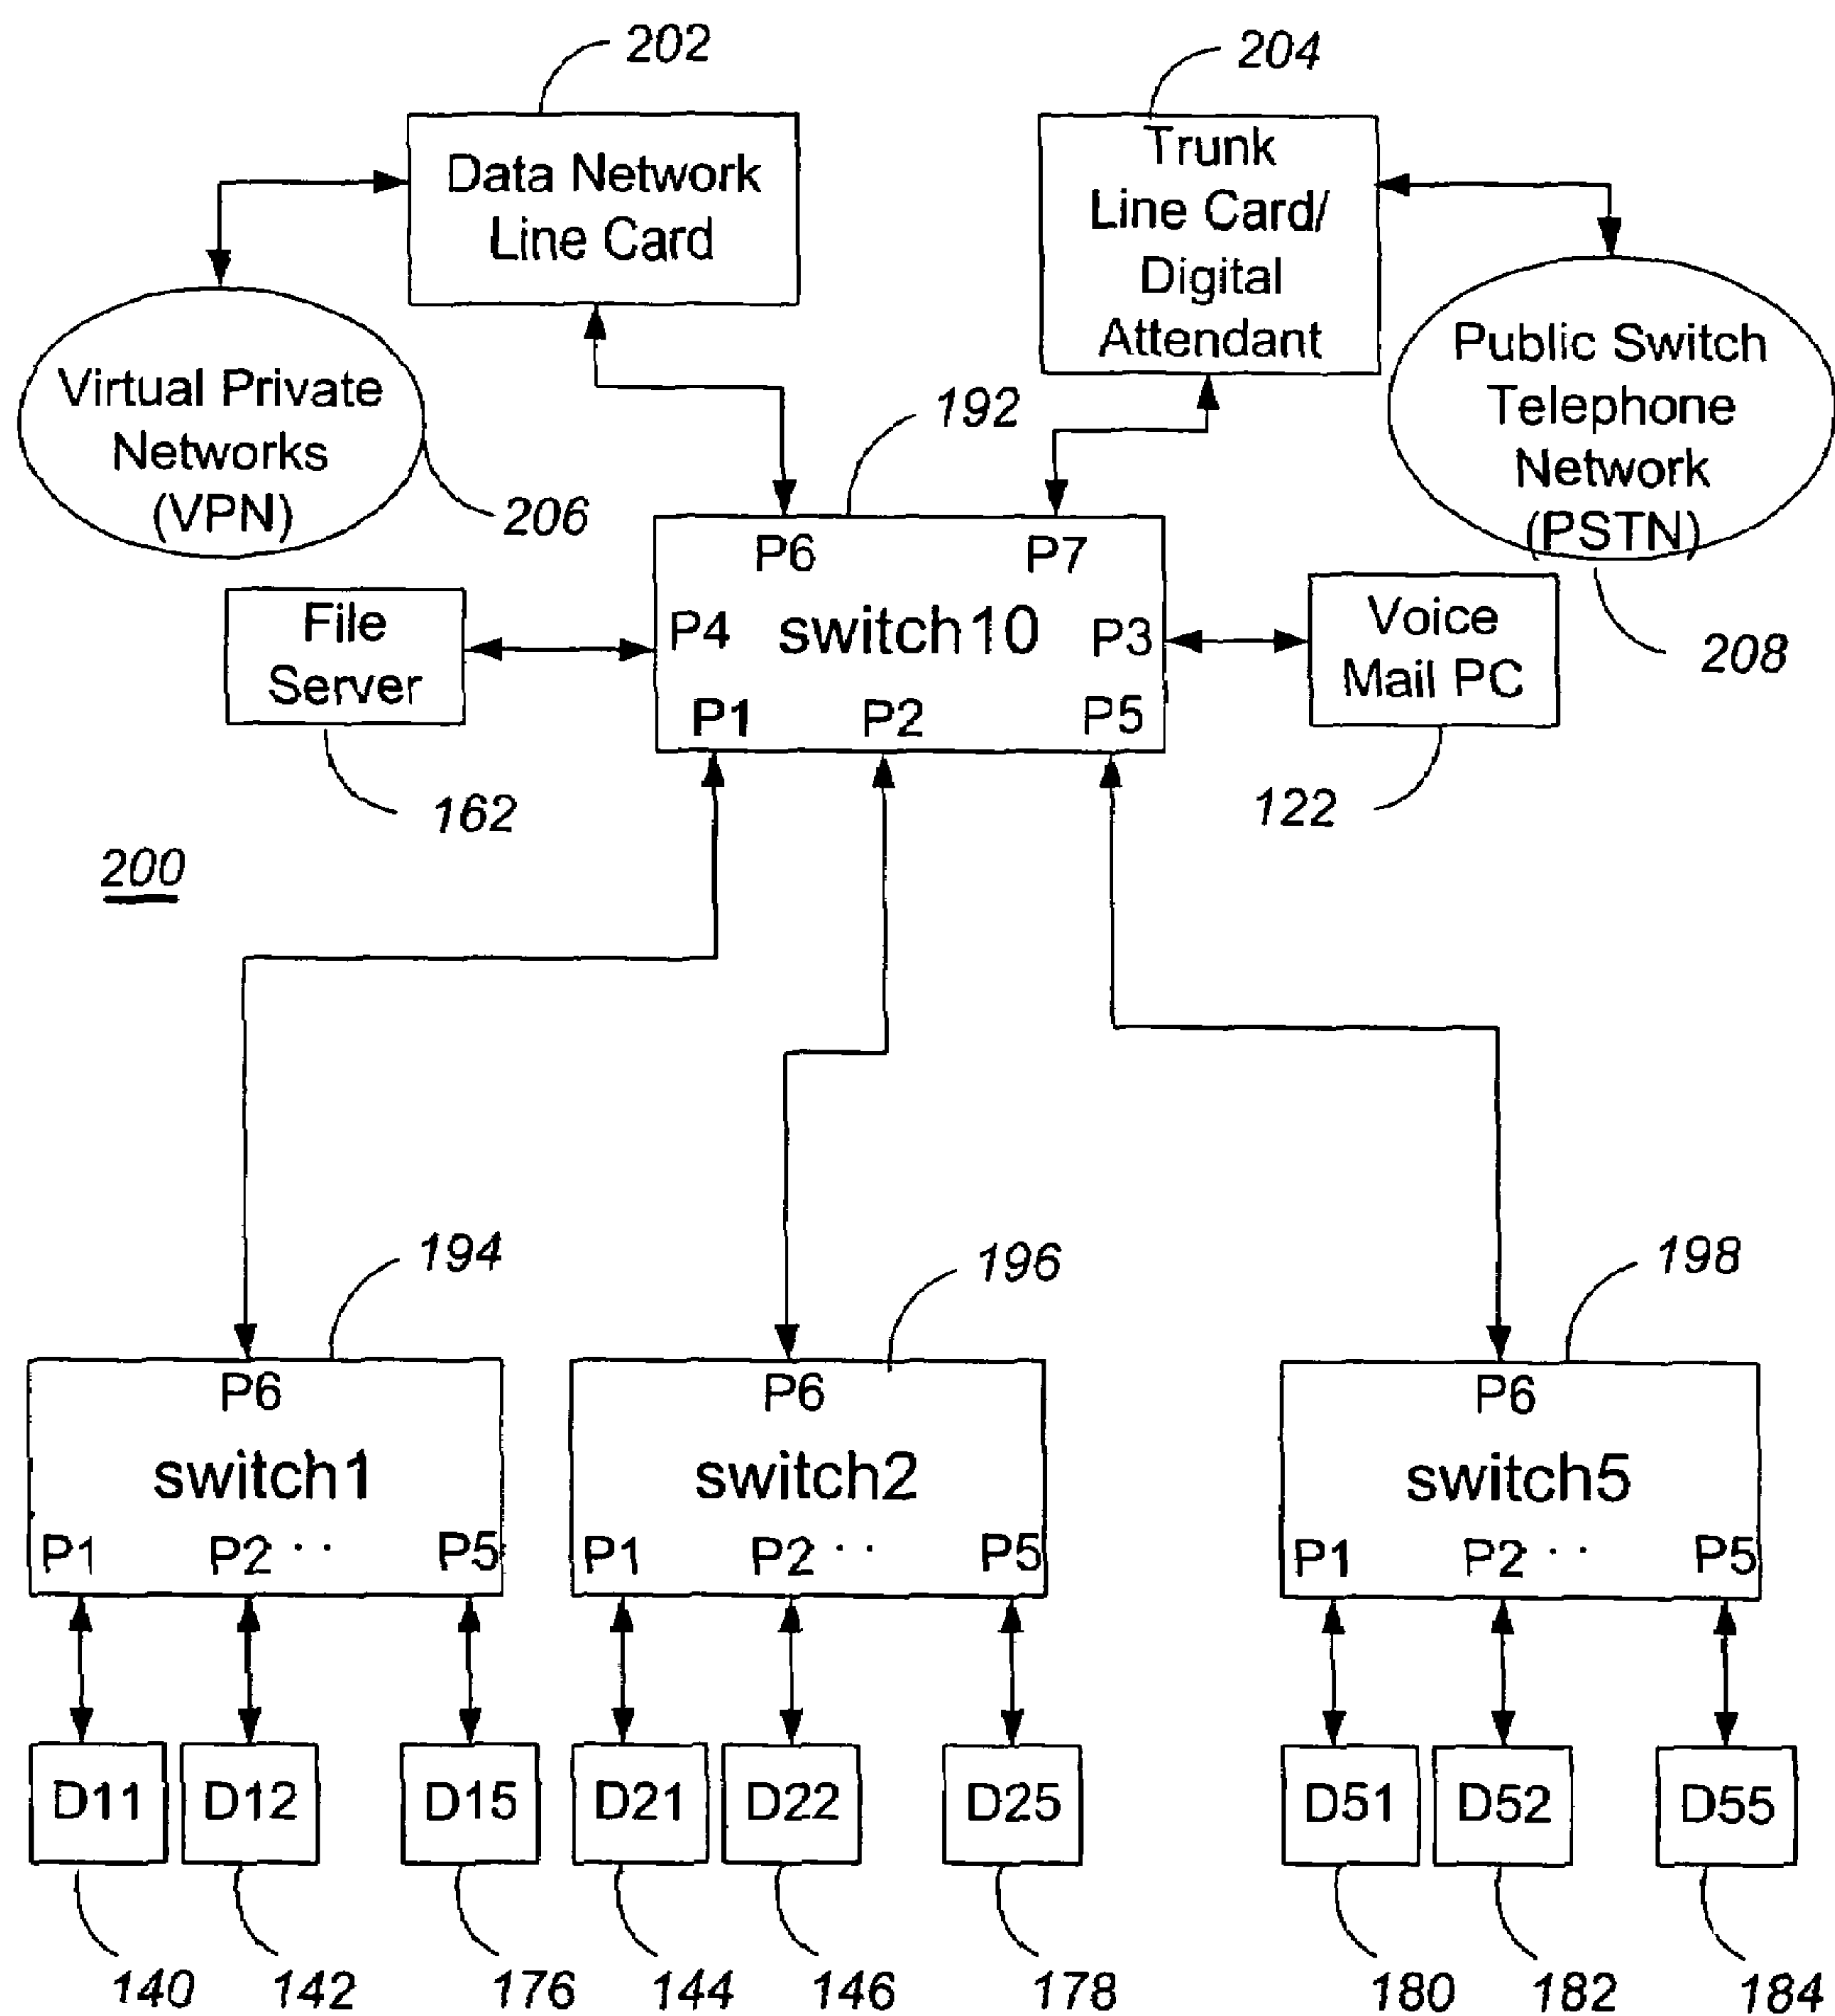 202
204
Data Network
Line Card
Trunk
Line Card/
Digital
Attendant
Virtual Private
Networks
(VPN)
206
192
Public Switch
Telephone
Network
(PSTN)
208
P6 P7
P4 switch10 P3
P1 P2 P5
File
Server
162
Voice
Mail PC
122
200
194
196
198
P6
switch1
P1 P2 ·· P5
P6
switch2
P1 P2 ·· P5
P6
switch5
P1 P2 ·· P5
D11 D12 D15 D21 D22 D25 D51 D52 D55
140 142 176 144 146 178 180 182 184